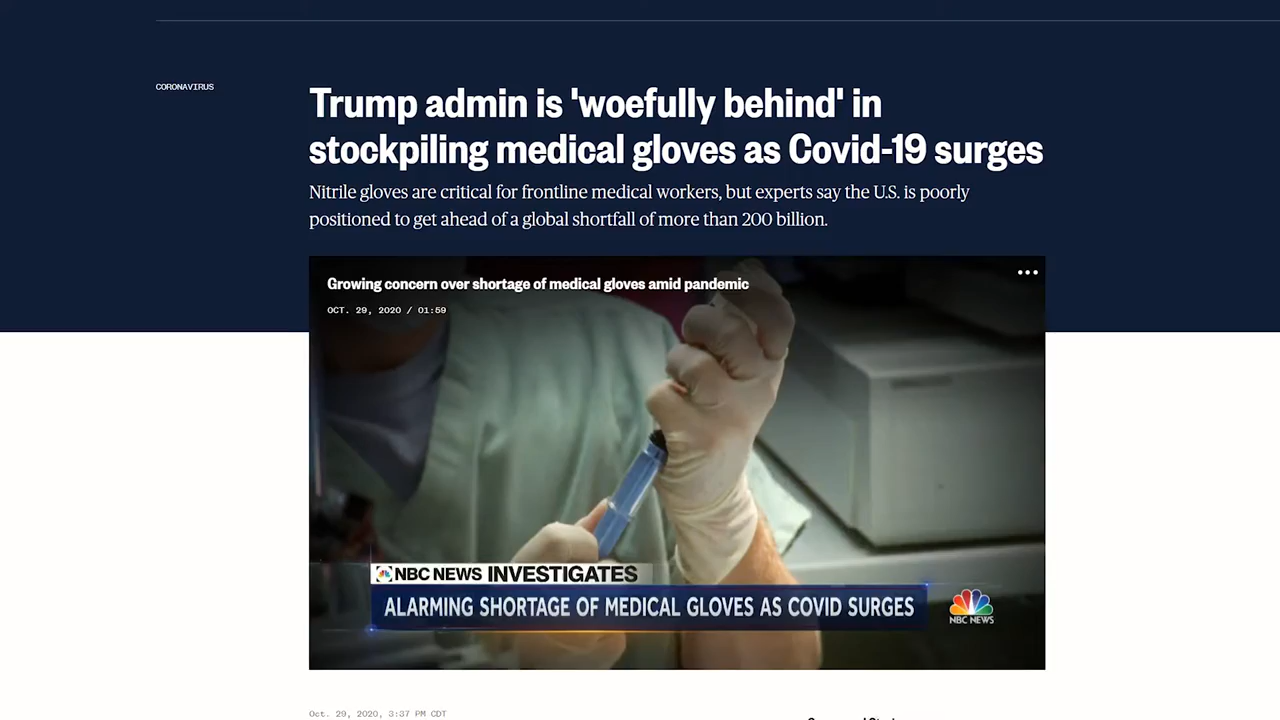 CORONAVIRUS
Trump admin is 'woefully behind' in
stockpiling medical gloves as Covid-19 surges
Nitrile gloves are critical for frontline medical workers, but experts say the U.S. is poorly
positioned to get ahead of a global shortfall of more than 200 billion.
Growing concern over shortage of medical gloves amid pandemic
OCT. 29, 2020 / 01:59
NBC NEWS INVESTIGATES
ALARMING SHORTAGE OF MEDICAL GLOVES AS COVID SURGES
NBC NEWS
Oct. 29, 2020, 3:37 PM CDT